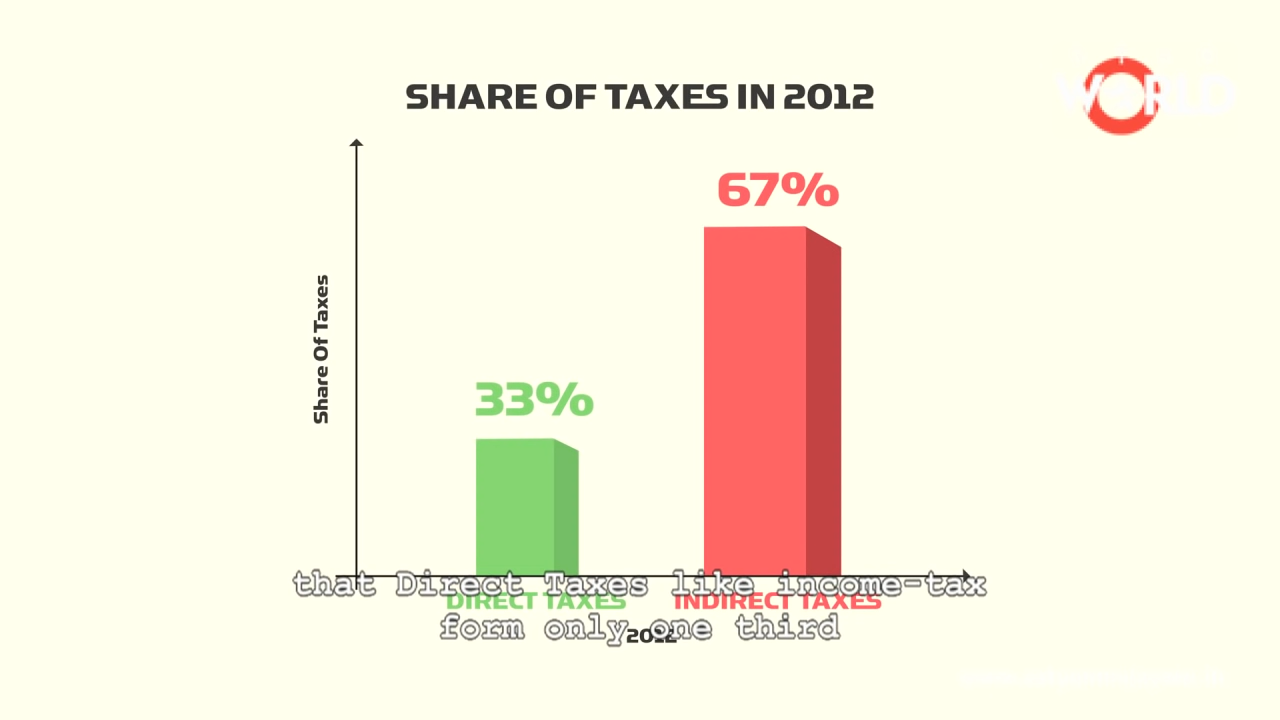 SHARE OF TAXES IN 2012
WORLD
67%
33%
Share Of Taxes
that Direct Taxes like income-tax
DIRECT TAXES INDIRECT TAXES
form only one third
2012